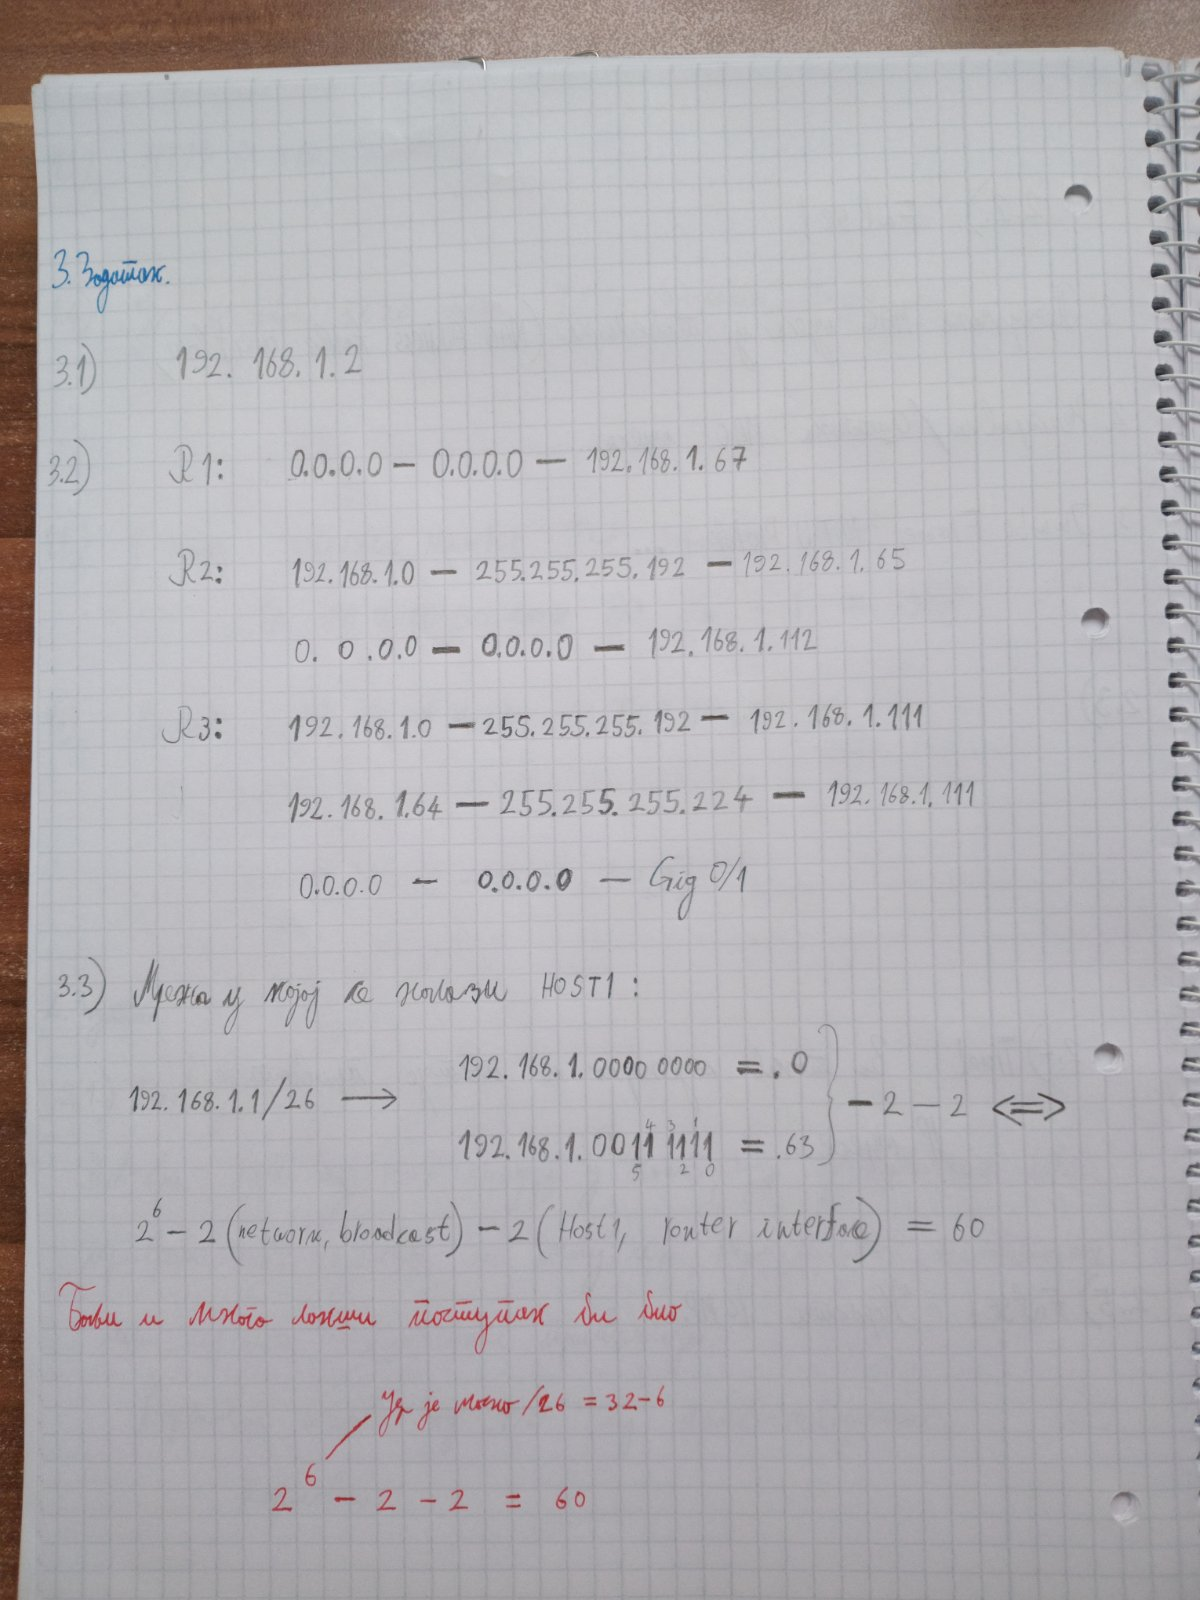 3. Задатак.
3.1) 192.168.1.2
3.2) R1: 0.0.0.0 — 0.0.0.0 — 192.168.1.67
R2: 192.168.1.0 — 255.255.255.192 — 192.168.1.65
0.0.0.0 — 0.0.0.0 — 192.168.1.112
R3: 192.168.1.0 — 255.255.255.192 — 192.168.1.111
192.168.1.64 — 255.255.255.224 — 192.168.1.111
0.0.0.0 — 0.0.0.0 — Gig 0/1
3.3) Мрежа у којој се налази HOST1:
192.168.1.0000 0000 = .0
192.168.1.1/26 → } - 2 - 2 <=>
192.168.1.0011 1111 = .63
5 4 3 2 1 0
2^6 - 2 (network, broadcast) - 2 (Host1, router interface) = 60
и много лакши поступак би био
јер је /26 = 32-6
2^6 - 2 - 2 = 60